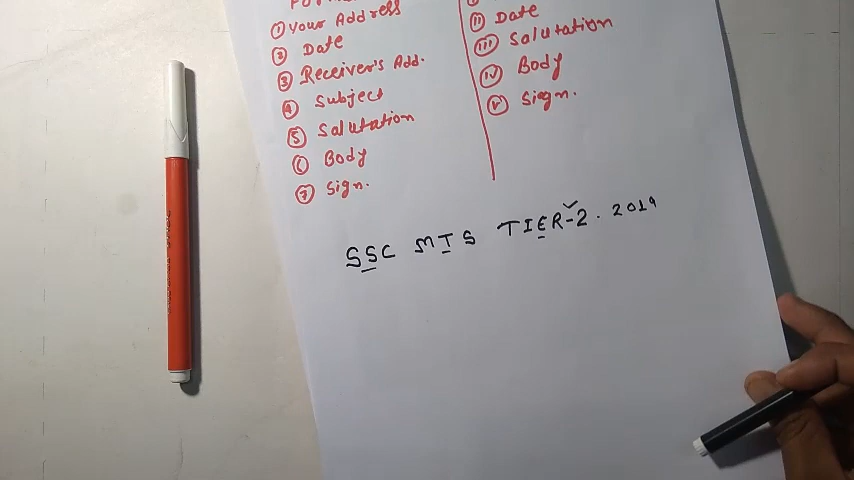 ① Your Address
② Date
③ Receiver's Add.
④ Subject
⑤ Salutation
⑥ Body
⑦ Sign.
(II) Date
(III) Salutation
(IV) Body
(V) Sign.
SSC MTS TIER-2. 2019